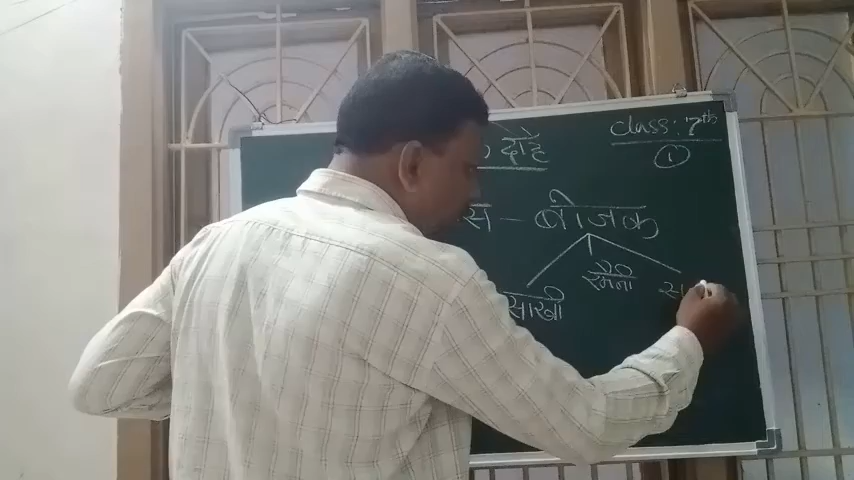 class: 7th
दोहे
1
स - बीजक
साखी रमैनी